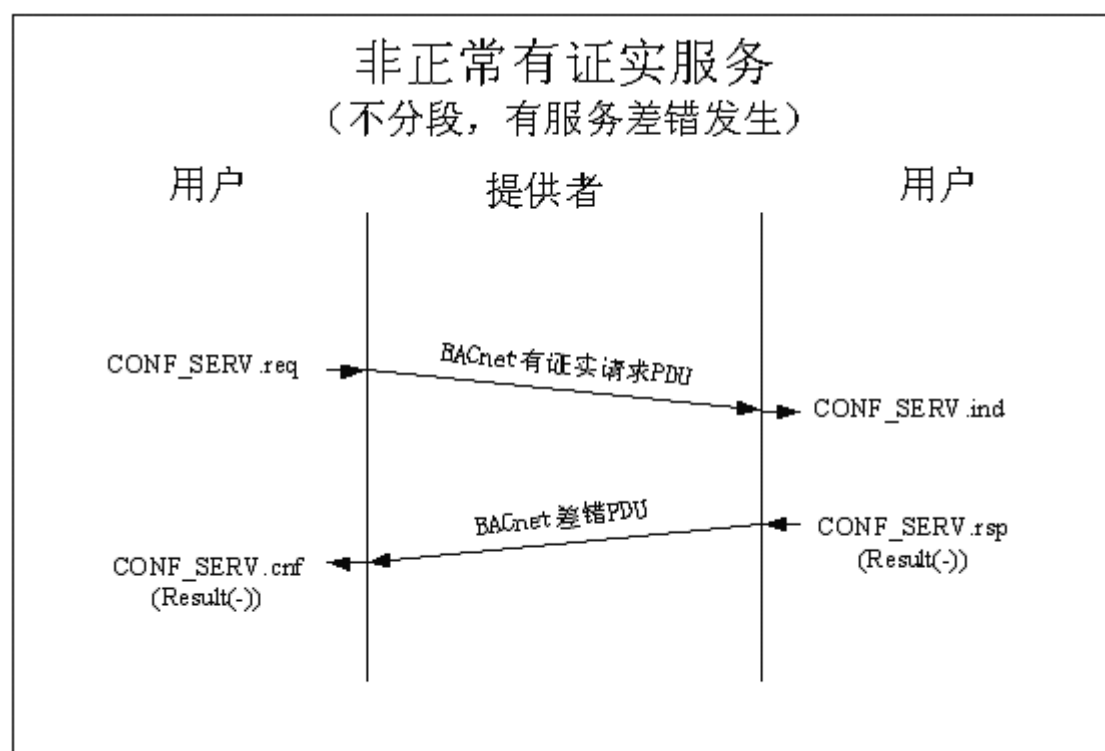 非正常有证实服务
（不分段，有服务差错发生）
用户
提供者
用户
CONF_SERV.req
BACnet有证实请求PDU
CONF_SERV.ind
BACnet差错PDU
CONF_SERV.rsp
(Result(-))
CONF_SERV.cnf
(Result(-))